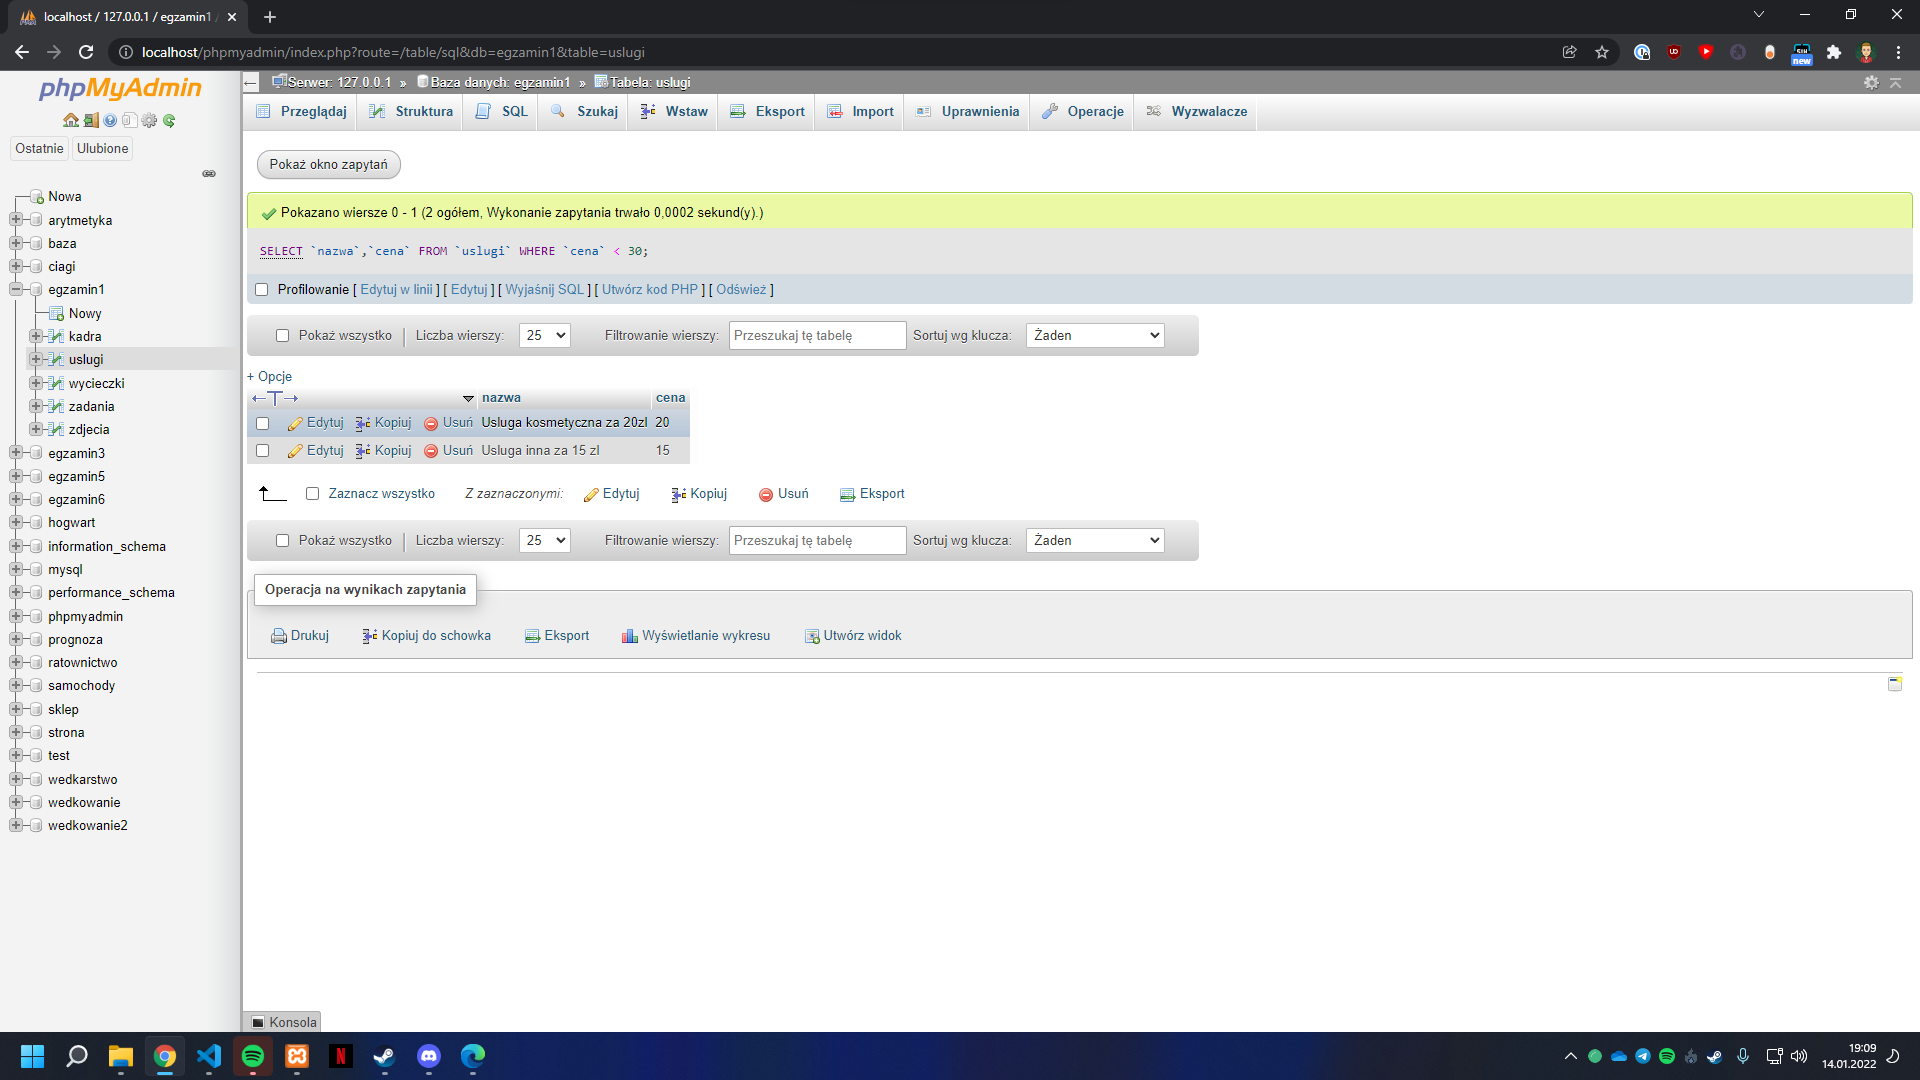 localhost / 127.0.0.1 / egzamin1 /
localhost/phpmyadmin/index.php?route=/table/sql&db=egzamin1&table=uslugi
new
phpMyAdmin
Ostatnie Ulubione
Nowa
arytmetyka
baza
ciagi
egzamin1
Nowy
kadra
uslugi
wycieczki
zadania
zdjecia
egzamin3
egzamin5
egzamin6
hogwart
information_schema
mysql
performance_schema
phpmyadmin
prognoza
ratownictwo
samochody
sklep
strona
test
wedkarstwo
wedkowanie
wedkowanie2
Serwer: 127.0.0.1 » Baza danych: egzamin1 » Tabela: uslugi
Przeglądaj Struktura SQL Szukaj Wstaw Eksport Import Uprawnienia Operacje Wyzwalacze
Pokaż okno zapytań
Pokazano wiersze 0 - 1 (2 ogółem, Wykonanie zapytania trwało 0,0002 sekund(y).)
SELECT `nazwa`,`cena` FROM `uslugi` WHERE `cena` < 30;
Profilowanie [ Edytuj w linii ] [ Edytuj ] [ Wyjaśnij SQL ] [ Utwórz kod PHP ] [ Odśwież ]
Pokaż wszystko | Liczba wierszy: 25 Filtrowanie wierszy: Przeszukaj tę tabelę Sortuj wg klucza: Żaden
+ Opcje
←T→ nazwa cena
Edytuj Kopiuj Usuń Usluga kosmetyczna za 20zl 20
Edytuj Kopiuj Usuń Usluga inna za 15 zl 15
Zaznacz wszystko Z zaznaczonymi: Edytuj Kopiuj Usuń Eksport
Pokaż wszystko | Liczba wierszy: 25 Filtrowanie wierszy: Przeszukaj tę tabelę Sortuj wg klucza: Żaden
Operacja na wynikach zapytania
Drukuj Kopiuj do schowka Eksport Wyświetlanie wykresu Utwórz widok
Konsola
19:09
14.01.2022